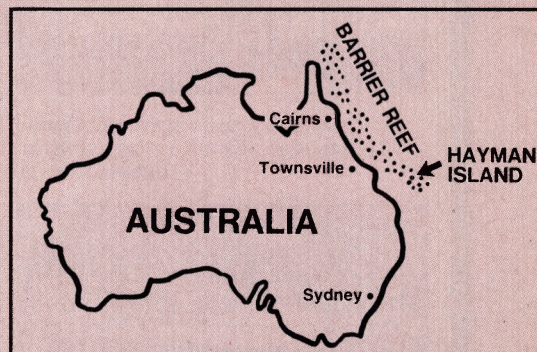 BARRIER REEF
Cairns
HAYMAN
ISLAND
Townsville
AUSTRALIA
Sydney